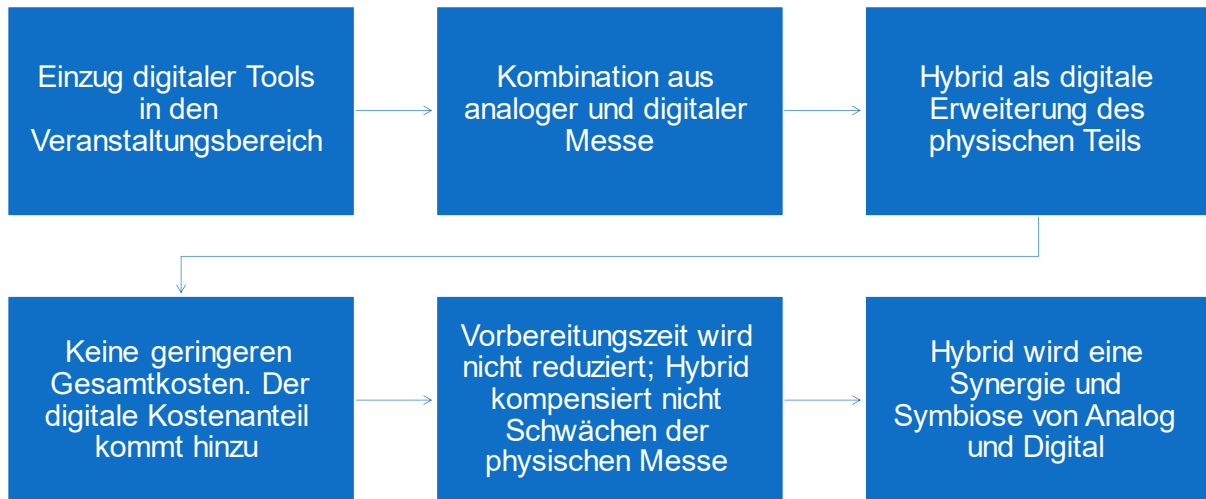 Einzug digitaler Tools
in den
Veranstaltungsbereich
Kombination aus
analoger und digitaler
Messe
Hybrid als digitale
Erweiterung des
physischen Teils
Keine geringeren
Gesamtkosten. Der
digitale Kostenanteil
kommt hinzu
Vorbereitungszeit wird
nicht reduziert; Hybrid
kompensiert nicht
Schwächen der
physischen Messe
Hybrid wird eine
Synergie und
Symbiose von Analog
und Digital